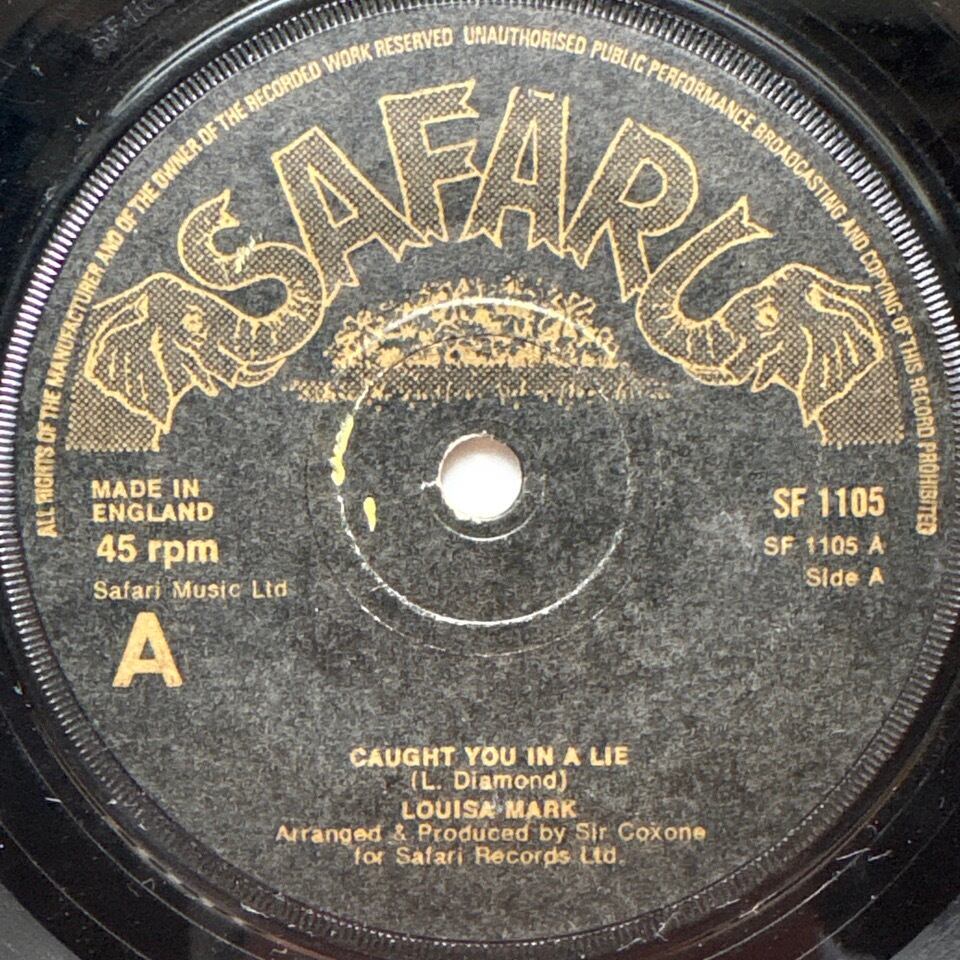 ALL RIGHTS OF THE MANUFACTURER AND OF THE OWNER OF THE RECORDED WORK RESERVED UNAUTHORISED PUBLIC PERFORMANCE BROADCASTING AND COPYING OF THIS RECORD PROHIBITED
SAFARI
MADE IN
ENGLAND
45 rpm
Safari Music Ltd
A
SF 1105
SF 1105 A
Side A
CAUGHT YOU IN A LIE
(L. Diamond)
LOUISA MARK
Arranged & Produced by Sir Coxone
for Safari Records Ltd.